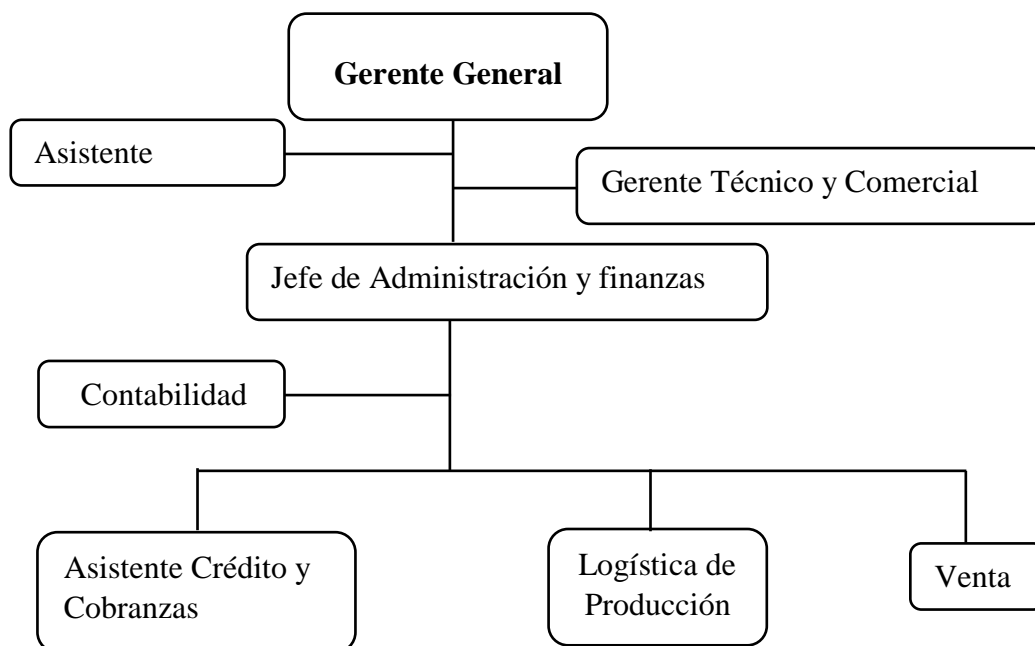 Gerente General
Asistente
Gerente Técnico y Comercial
Jefe de Administración y finanzas
Contabilidad
Asistente Crédito y
Cobranzas
Logística de
Producción
Venta